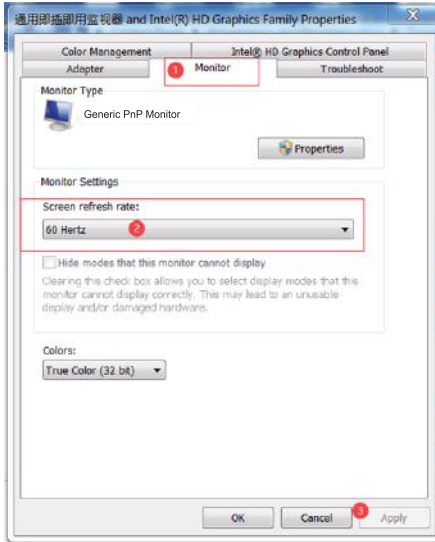 通用即插即用监视器 and Intel(R) HD Graphics Family Properties
Color Management
Intel® HD Graphics Control Panel
Adapter
1
Monitor
Troubleshoot
Monitor Type
Generic PnP Monitor
Properties
Monitor Settings
Screen refresh rate:
60 Hertz
2
Hide modes that this monitor cannot display
Clearing this check box allows you to select display modes that this
monitor cannot display correctly. This may lead to an unusable
display and/or damaged hardware.
Colors:
True Color (32 bit)
OK
Cancel
3
Apply